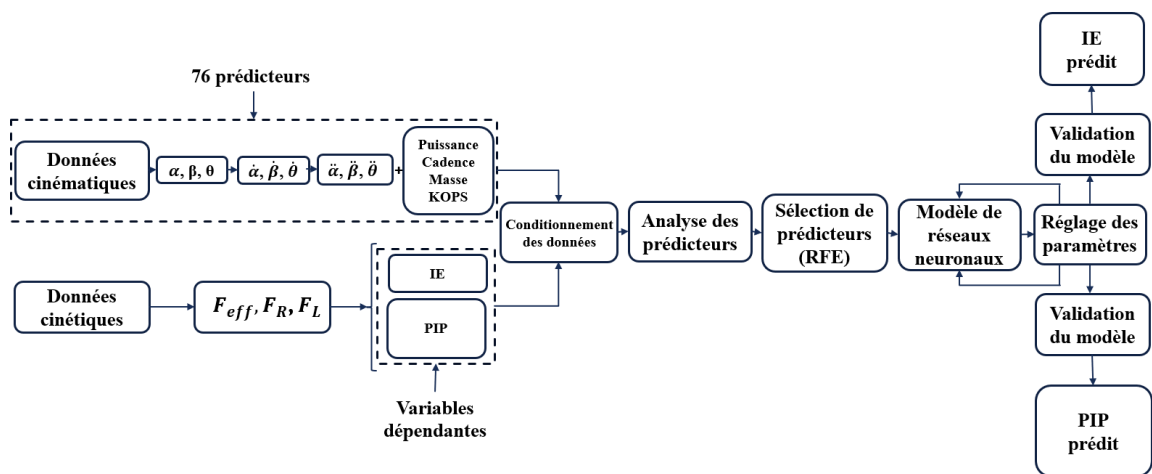 76 prédicteurs
Données
cinématiques
α, β, θ
α̇, β̇, θ̇
α̈, β̈, θ̈
+
Puissance
Cadence
Masse
KOPS
Données
cinétiques
F_eff, F_R, F_L
IE
PIP
Variables
dépendantes
Conditionnement
des données
Analyse des
prédicteurs
Sélection de
prédicteurs
(RFE)
Modèle de
réseaux
neuronaux
Réglage des
paramètres
Validation
du modèle
IE
prédit
Validation
du modèle
PIP
prédit